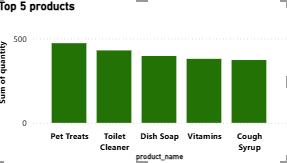 Top 5 products
Sum of quantity
500
0
Pet Treats
Toilet
Cleaner
Dish Soap
Vitamins
Cough
Syrup
product_name